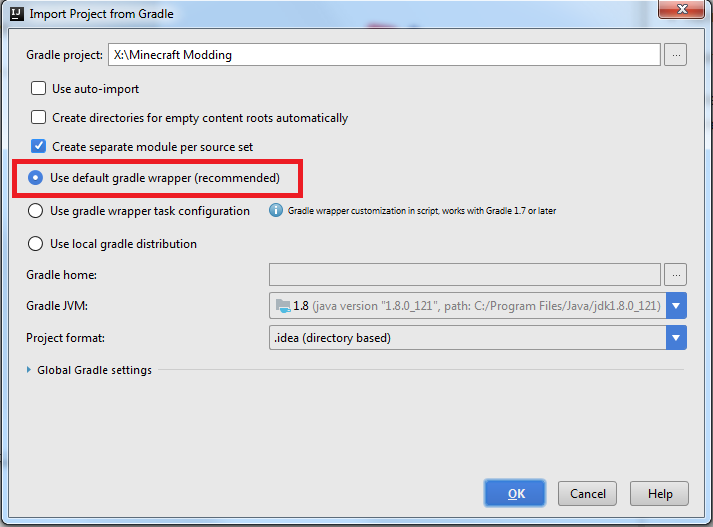 IJ Import Project from Gradle
Gradle project: X:\Minecraft Modding ...
Use auto-import
Create directories for empty content roots automatically
Create separate module per source set
Use default gradle wrapper (recommended)
Use gradle wrapper task configuration Gradle wrapper customization in script, works with Gradle 1.7 or later
Use local gradle distribution
Gradle home: ...
Gradle JVM: 1.8 (java version "1.8.0_121", path: C:/Program Files/Java/jdk1.8.0_121)
Project format: .idea (directory based)
Global Gradle settings
OK Cancel Help